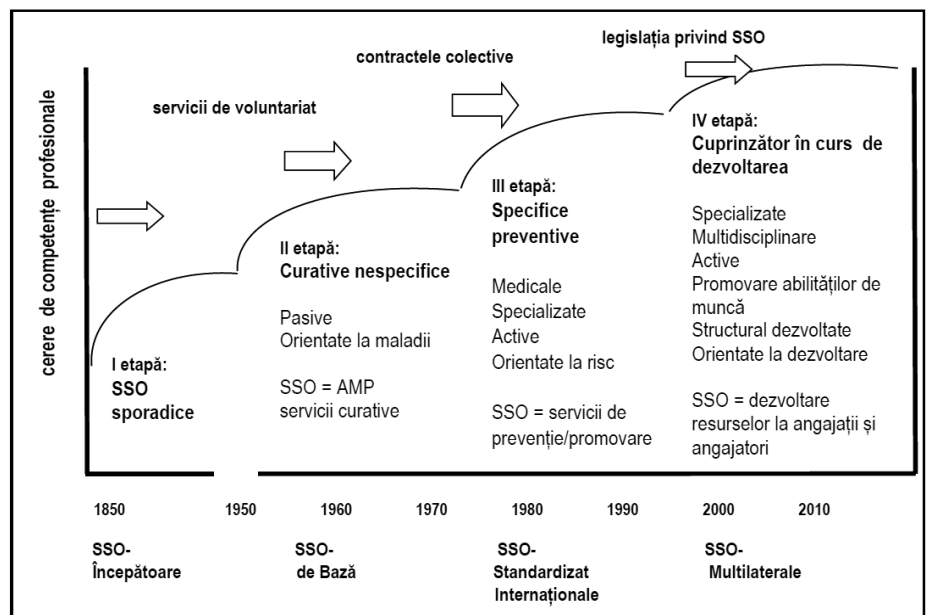 legislația privind SSO
contractele colective
servicii de voluntariat
cerere de competențe profesionale
I etapă:
SSO
sporadice
II etapă:
Curative nespecifice
Pasive
Orientate la maladii
SSO = AMP
servicii curative
III etapă:
Specifice
preventive
Medicale
Specializate
Active
Orientate la risc
SSO = servicii de
prevenție/promovare
IV etapă:
Cuprinzător în curs de
dezvoltarea
Specializate
Multidisciplinare
Active
Promovare abilităților de
muncă
Structural dezvoltate
Orientate la dezvoltare
SSO = dezvoltare
resurselor la angajații și
angajatori
1850 1950 1960 1970 1980 1990 2000 2010
SSO-
Începătoare
SSO-
de Bază
SSO-
Standardizat
Internaționale
SSO-
Multilaterale